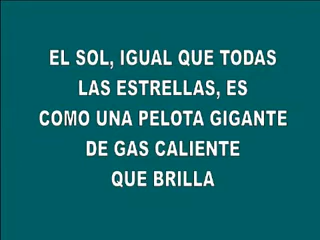 EL SOL, IGUAL QUE TODAS
LAS ESTRELLAS, ES
COMO UNA PELOTA GIGANTE
DE GAS CALIENTE
QUE BRILLA